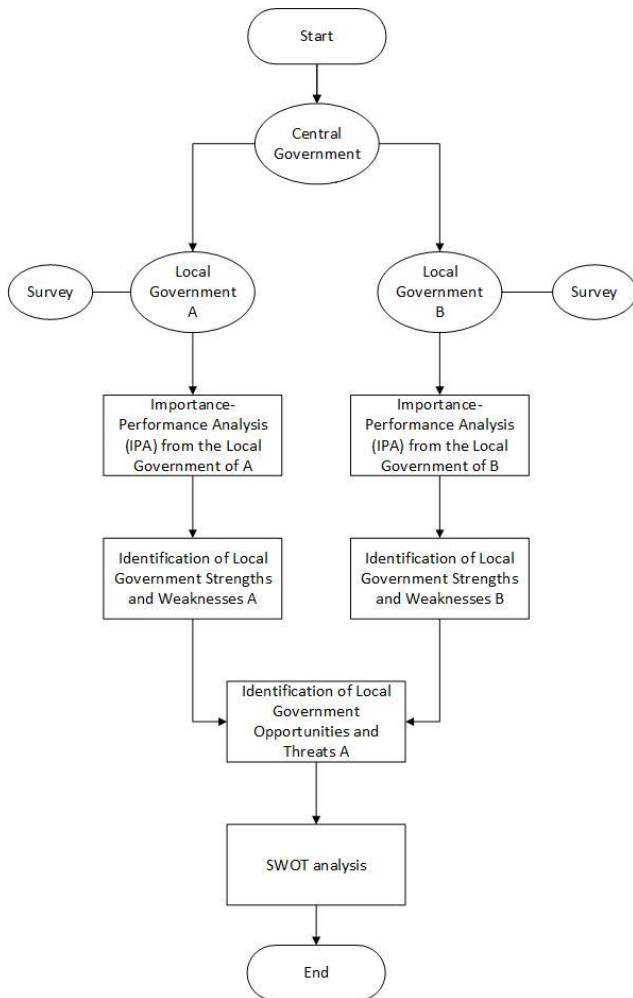 Start
Central
Government
Survey
Local
Government
A
Local
Government
B
Survey
Importance-
Performance Analysis
(IPA) from the Local
Government of A
Importance-
Performance Analysis
(IPA) from the Local
Government of B
Identification of Local
Government Strengths
and Weaknesses A
Identification of Local
Government Strengths
and Weaknesses B
Identification of Local
Government
Opportunities and
Threats A
SWOT analysis
End